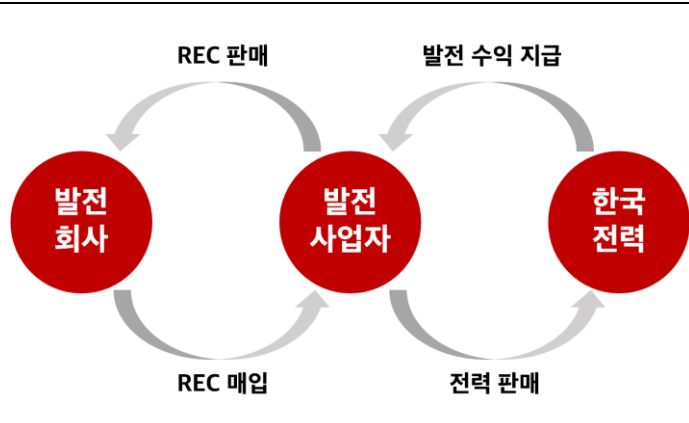 REC 판매
발전 수익 지급
발전
회사
발전
사업자
한국
전력
REC 매입
전력 판매